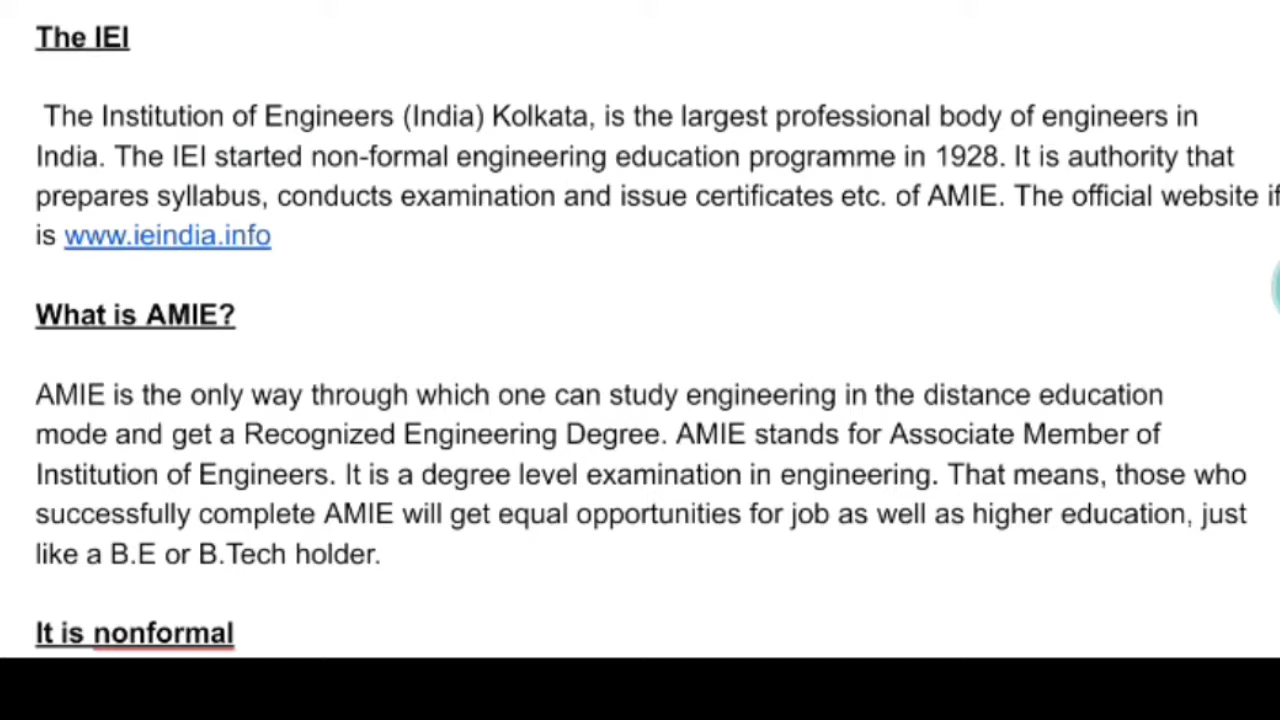 The IEI
The Institution of Engineers (India) Kolkata, is the largest professional body of engineers in
India. The IEI started non-formal engineering education programme in 1928. It is authority that
prepares syllabus, conducts examination and issue certificates etc. of AMIE. The official website if
is www.ieindia.info
What is AMIE?
AMIE is the only way through which one can study engineering in the distance education
mode and get a Recognized Engineering Degree. AMIE stands for Associate Member of
Institution of Engineers. It is a degree level examination in engineering. That means, those who
successfully complete AMIE will get equal opportunities for job as well as higher education, just
like a B.E or B.Tech holder.
It is nonformal